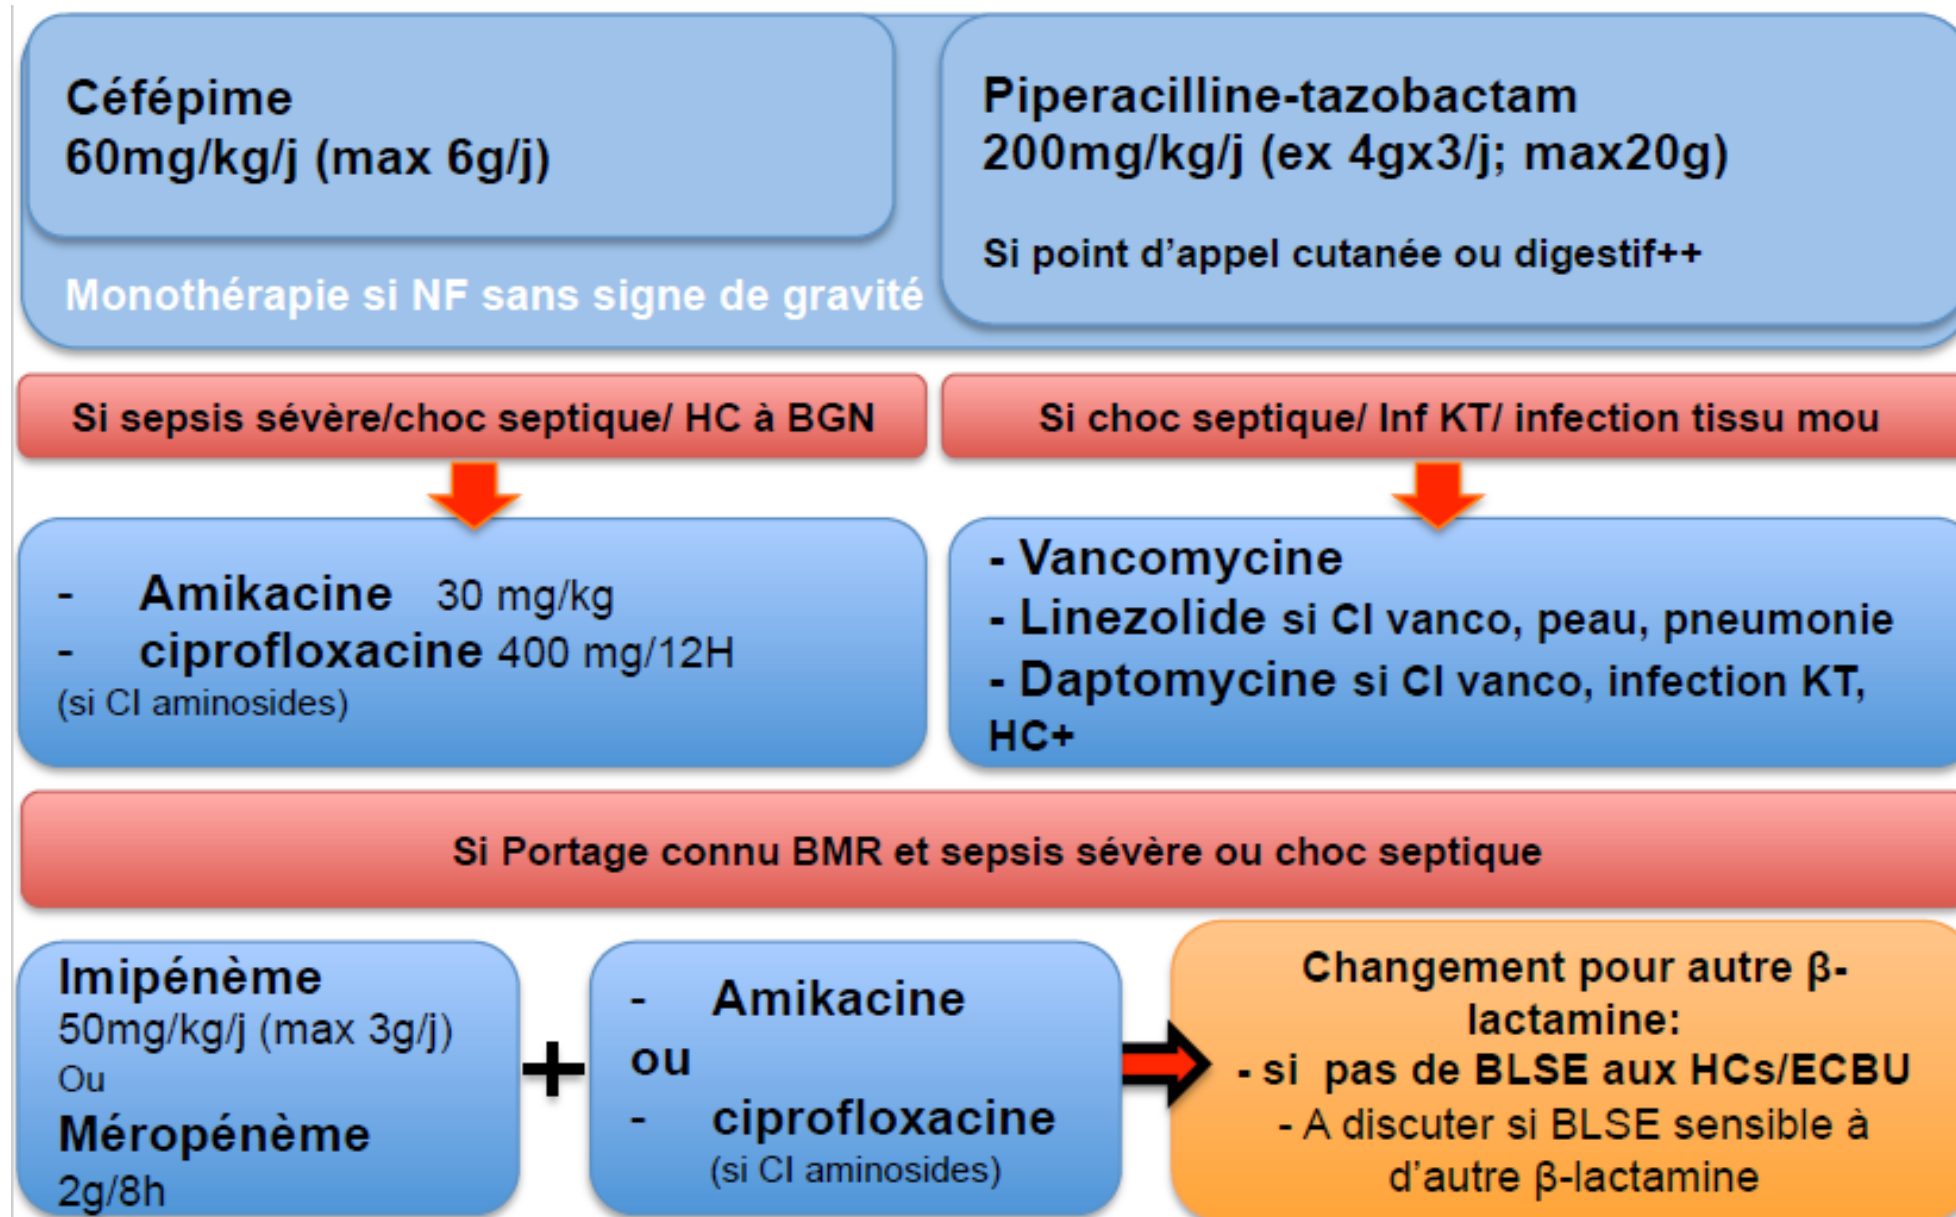 Céfépime
60mg/kg/j (max 6g/j)
Monothérapie si NF sans signe de gravité
Piperacilline-tazobactam
200mg/kg/j (ex 4gx3/j; max20g)
Si point d'appel cutanée ou digestif++
Si sepsis sévère/choc septique/ HC à BGN
Si choc septique/ Inf KT/ infection tissu mou
- Amikacine 30 mg/kg
- ciprofloxacine 400 mg/12H
(si CI aminosides)
- Vancomycine
- Linezolide si CI vanco, peau, pneumonie
- Daptomycine si CI vanco, infection KT,
HC+
Si Portage connu BMR et sepsis sévère ou choc septique
Imipénème
50mg/kg/j (max 3g/j)
Ou
Méropénème
2g/8h
+
- Amikacine
ou
- ciprofloxacine
(si CI aminosides)
Changement pour autre β-
lactamine:
- si pas de BLSE aux HCs/ECBU
- A discuter si BLSE sensible à
d'autre β-lactamine